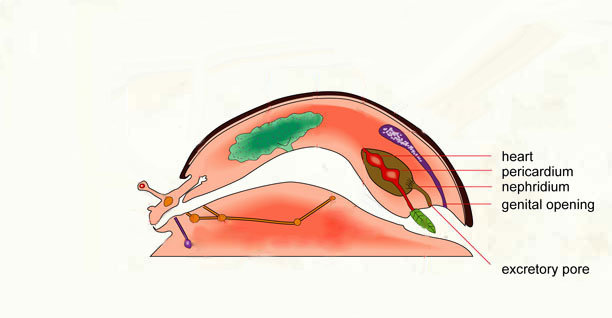 heart
pericardium
nephridium
genital opening
excretory pore